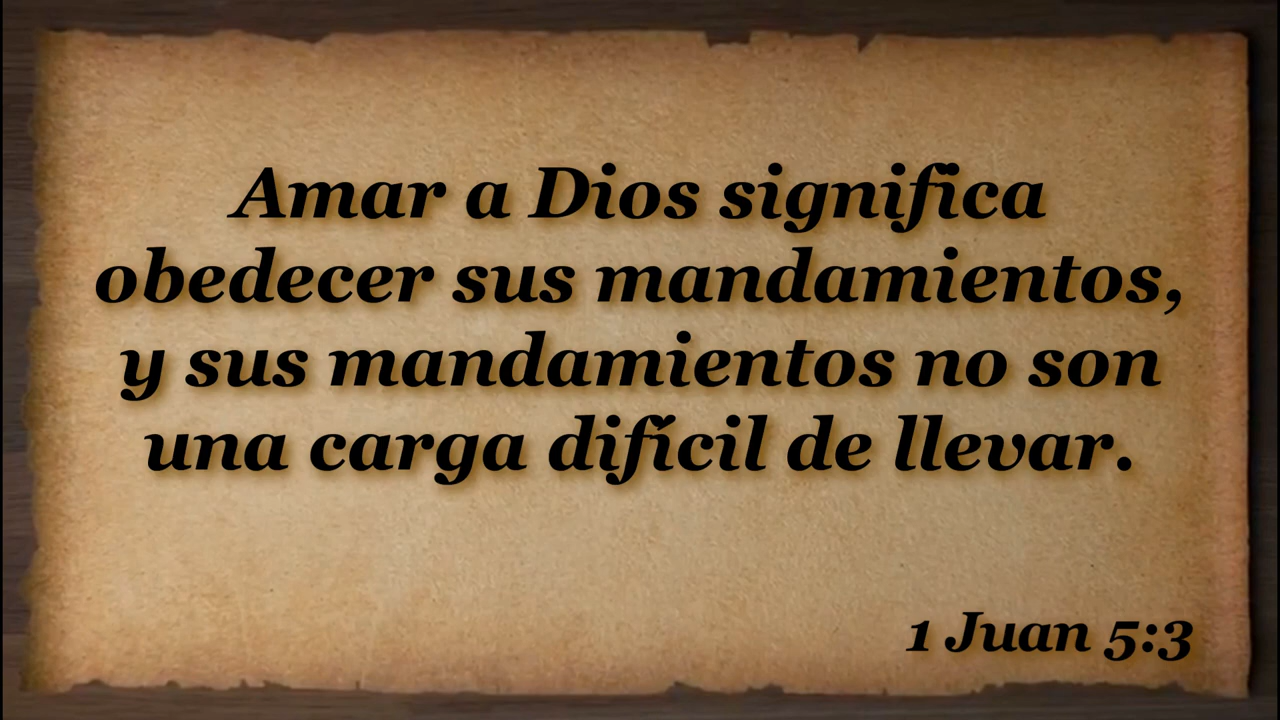 Amar a Dios significa
obedecer sus mandamientos,
y sus mandamientos no son
una carga difícil de llevar.
1 Juan 5:3